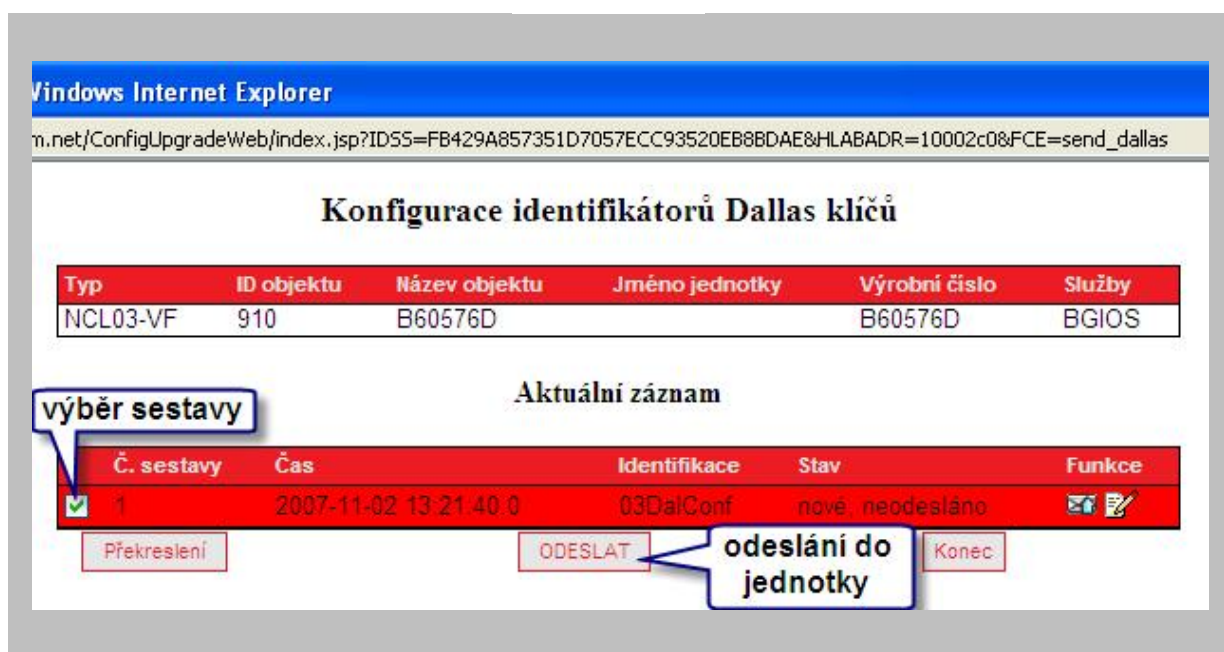 Windows Internet Explorer
m.net/ConfigUpgradeWeb/index.jsp?IDSS=FB429A857351D7057ECC93520EB8BDAE&HLABADR=10002c0&FCE=send_dallas
Konfigurace identifikátorů Dallas klíčů
Typ ID objektu Název objektu Jméno jednotky Výrobní číslo Služby
NCL03-VF 910 B60576D B60576D BGIOS
Aktuální záznam
výběr sestavy
Č. sestavy Čas Identifikace Stav Funkce
1 2007-11-02 13:21:40.0 03DalConf nové, neodesláno
Překreslení ODESLAT Konec
odeslání do
jednotky